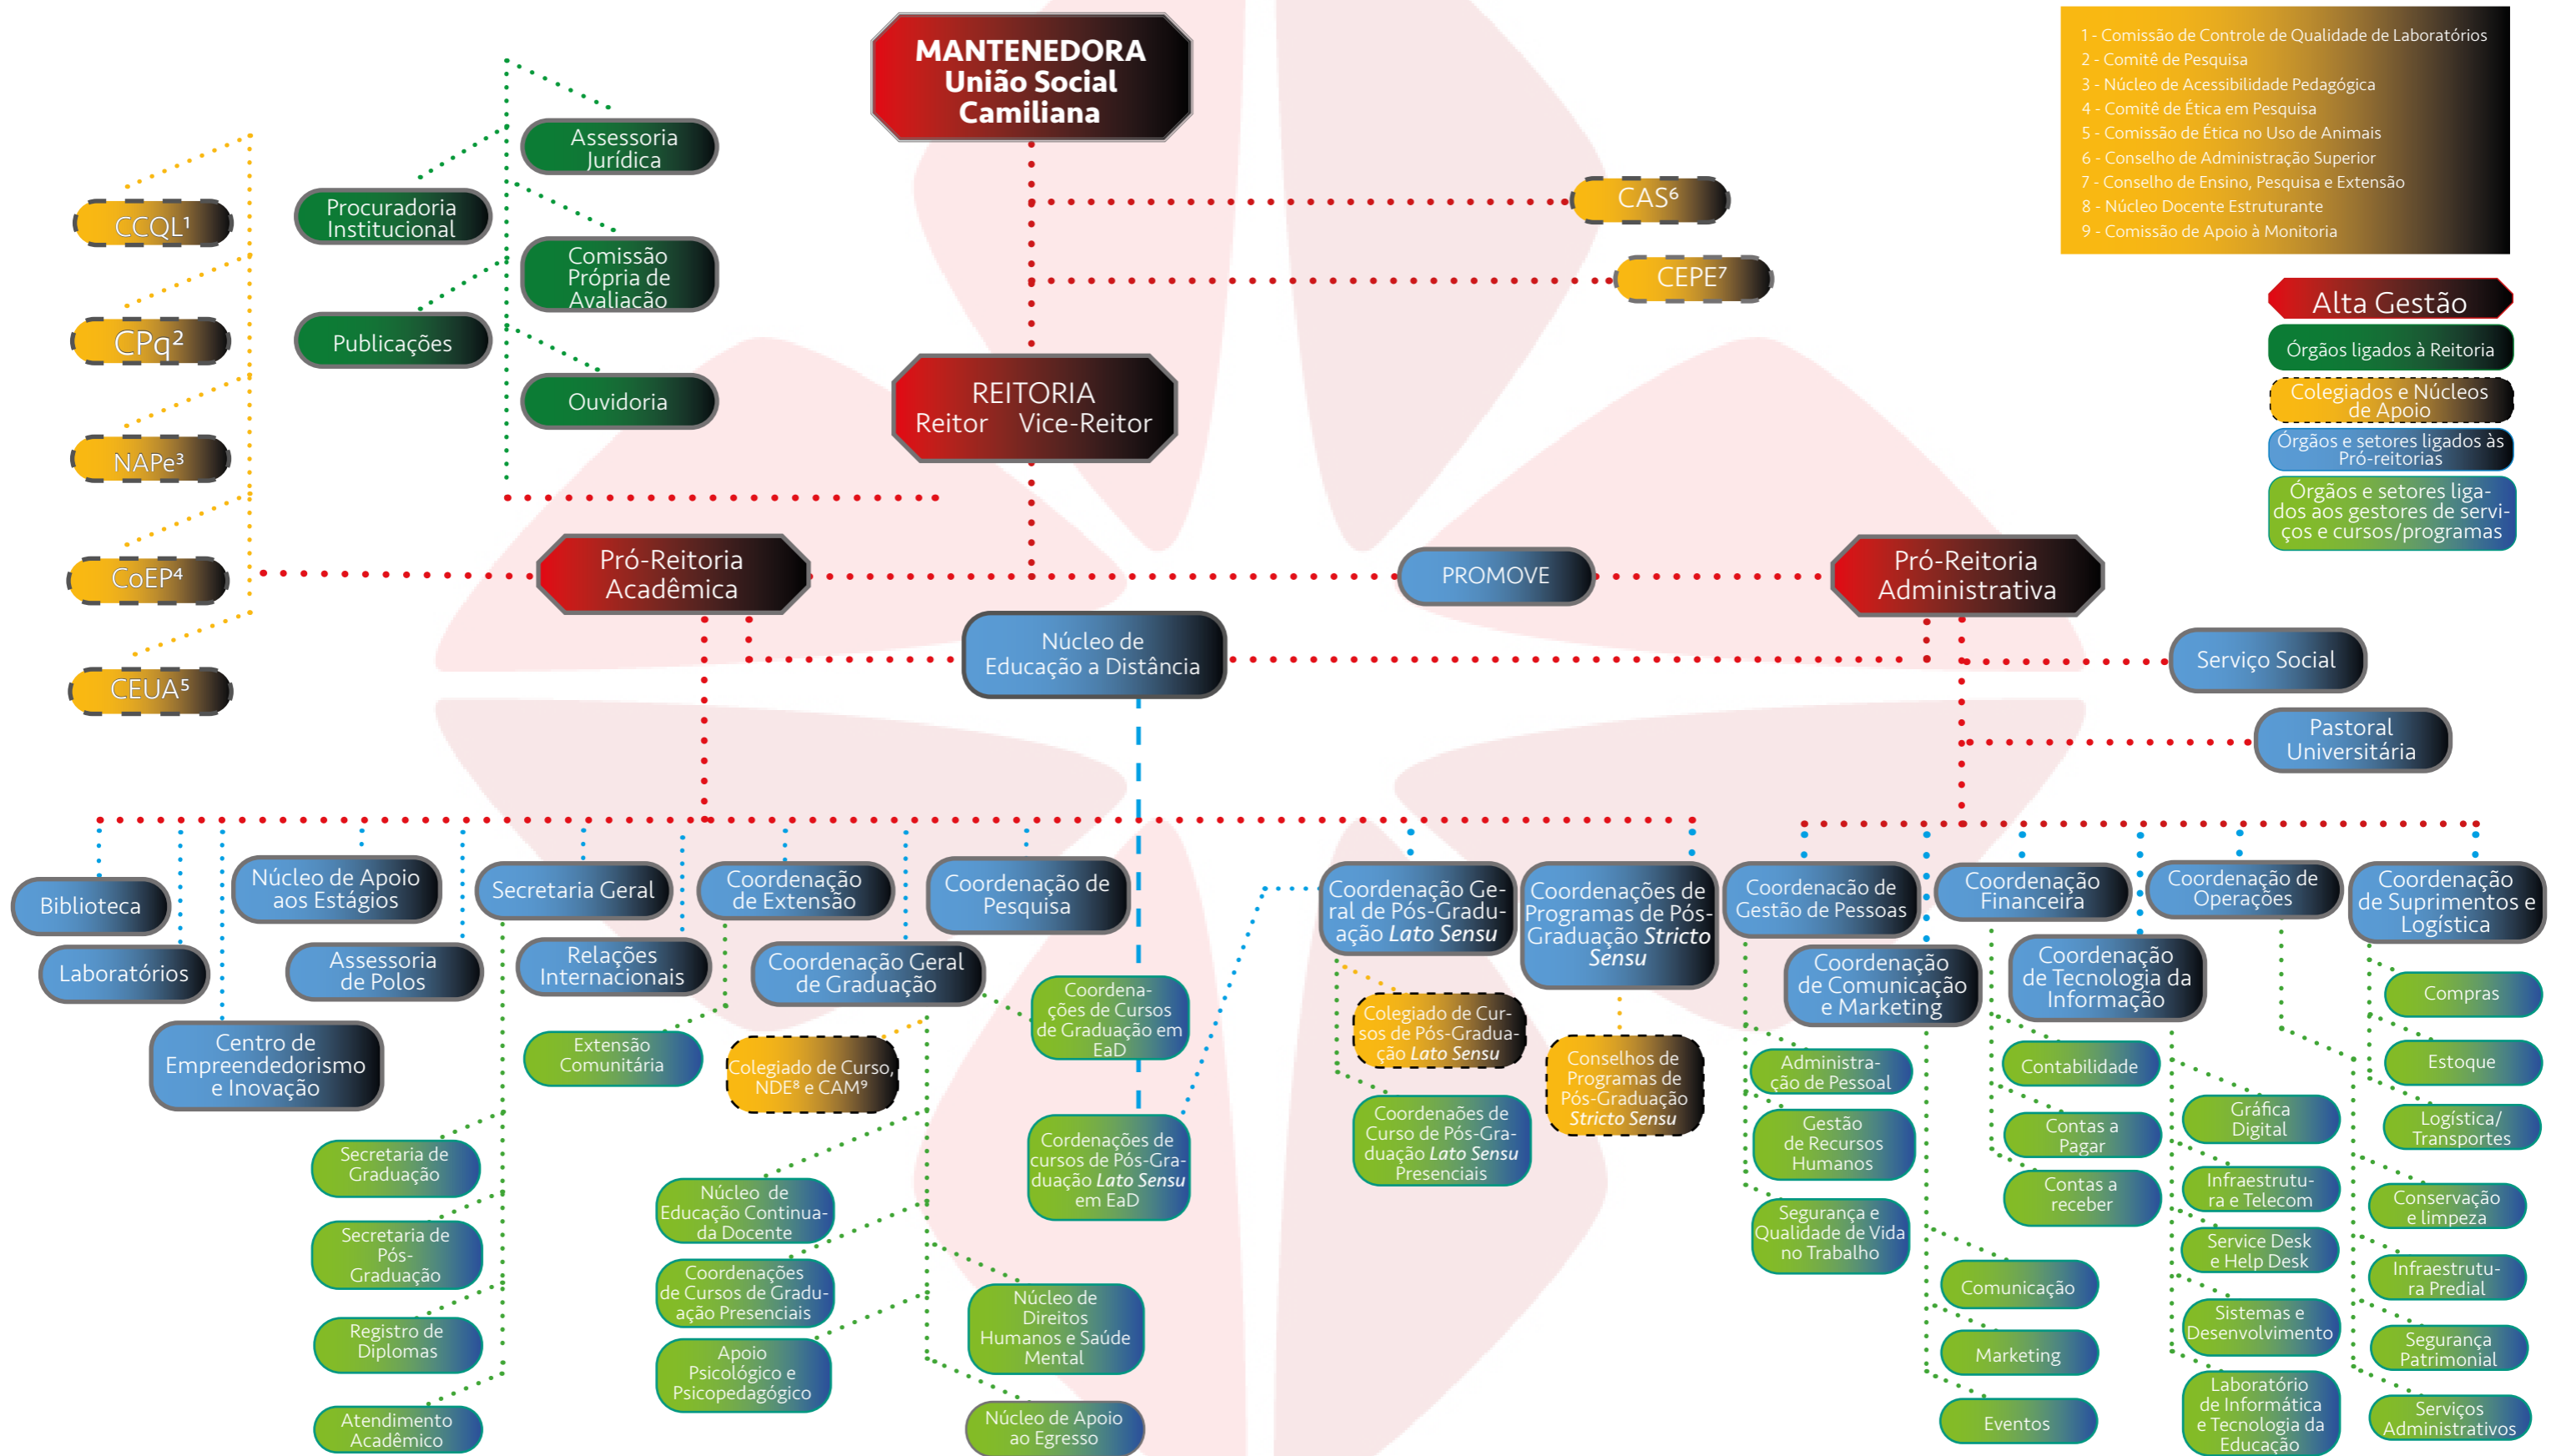 MANTENEDORA
União Social
Camiliana
1 - Comissão de Controle de Qualidade de Laboratórios
2 - Comitê de Pesquisa
3 - Núcleo de Acessibilidade Pedagógica
4 - Comitê de Ética em Pesquisa
5 - Comissão de Ética no Uso de Animais
6 - Conselho de Administração Superior
7 - Conselho de Ensino, Pesquisa e Extensão
8 - Núcleo Docente Estruturante
9 - Comissão de Apoio à Monitoria
Alta Gestão
Órgãos ligados à Reitoria
Colegiados e Núcleos
de Apoio
Órgãos e setores ligados às
Pró-reitorias
Órgãos e setores liga-
dos aos gestores de servi-
ços e cursos/programas
Assessoria
Jurídica
Procuradoria
Institucional
Comissão
Própria de
Avaliacão
Publicações
Ouvidoria
CCQL¹
CPq²
NAPe³
CoEP⁴
CEUA⁵
CAS⁶
CEPE⁷
REITORIA
Reitor Vice-Reitor
Pró-Reitoria
Acadêmica
PROMOVE
Pró-Reitoria
Administrativa
Núcleo de
Educação a Distância
Serviço Social
Pastoral
Universitária
Biblioteca
Laboratórios
Centro de
Empreendedorismo
e Inovação
Núcleo de Apoio
aos Estágios
Assessoria
de Polos
Secretaria Geral
Relações
Internacionais
Coordenação
de Extensão
Coordenação Geral
de Graduação
Coordenação de
Pesquisa
Coordenação Ge-
ral de Pós-Gradu-
ação Lato Sensu
Coordenações de
Programas de Pós-
Graduação Stricto
Sensu
Coordenacão de
Gestão de Pessoas
Coordenação
de Comunicação
e Marketing
Coordenação
Financeira
Coordenação
de Tecnologia da
Informação
Coordenação de
Operações
Coordenação
de Suprimentos e
Logística
Extensão
Comunitária
Colegiado de Curso,
NDE⁸ e CAM⁹
Coordena-
ções de Cursos
de Graduação em
EaD
Cordenações de
cursos de Pós-Gra-
duação Lato Sensu
em EaD
Colegiado de Cur-
sos de Pós-Gradua-
ção Lato Sensu
Coordenaões de
Curso de Pós-Gra-
duação Lato Sensu
Presenciais
Conselhos de
Programas de
Pós-Graduação
Stricto Sensu
Secretaria de
Graduação
Secretaria de
Pós-
Graduação
Registro de
Diplomas
Atendimento
Acadêmico
Núcleo de
Educação Continua-
da Docente
Coordenações
de Cursos de Gradu-
ação Presenciais
Apoio
Psicológico e
Psicopedagógico
Núcleo de
Direitos
Humanos e Saúde
Mental
Núcleo de Apoio
ao Egresso
Administra-
ção de Pessoal
Gestão
de Recursos
Humanos
Segurança e
Qualidade de Vida
no Trabalho
Comunicação
Marketing
Eventos
Contabilidade
Contas a
Pagar
Contas a
receber
Gráfica
Digital
Infraestrutu-
ra e Telecom
Service Desk
e Help Desk
Sistemas e
Desenvolvimento
Laboratório
de Informática
e Tecnologia da
Educação
Compras
Estoque
Logística/
Transportes
Conservação
e limpeza
Infraestrutu-
ra Predial
Segurança
Patrimonial
Serviços
Administrativos